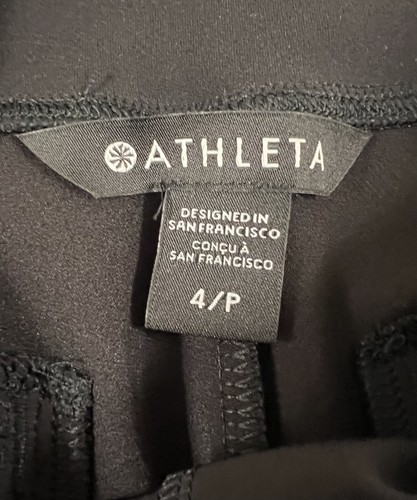 ATHLETA
DESIGNED IN
SAN FRANCISCO
CONÇU À
SAN FRANCISCO
4/P